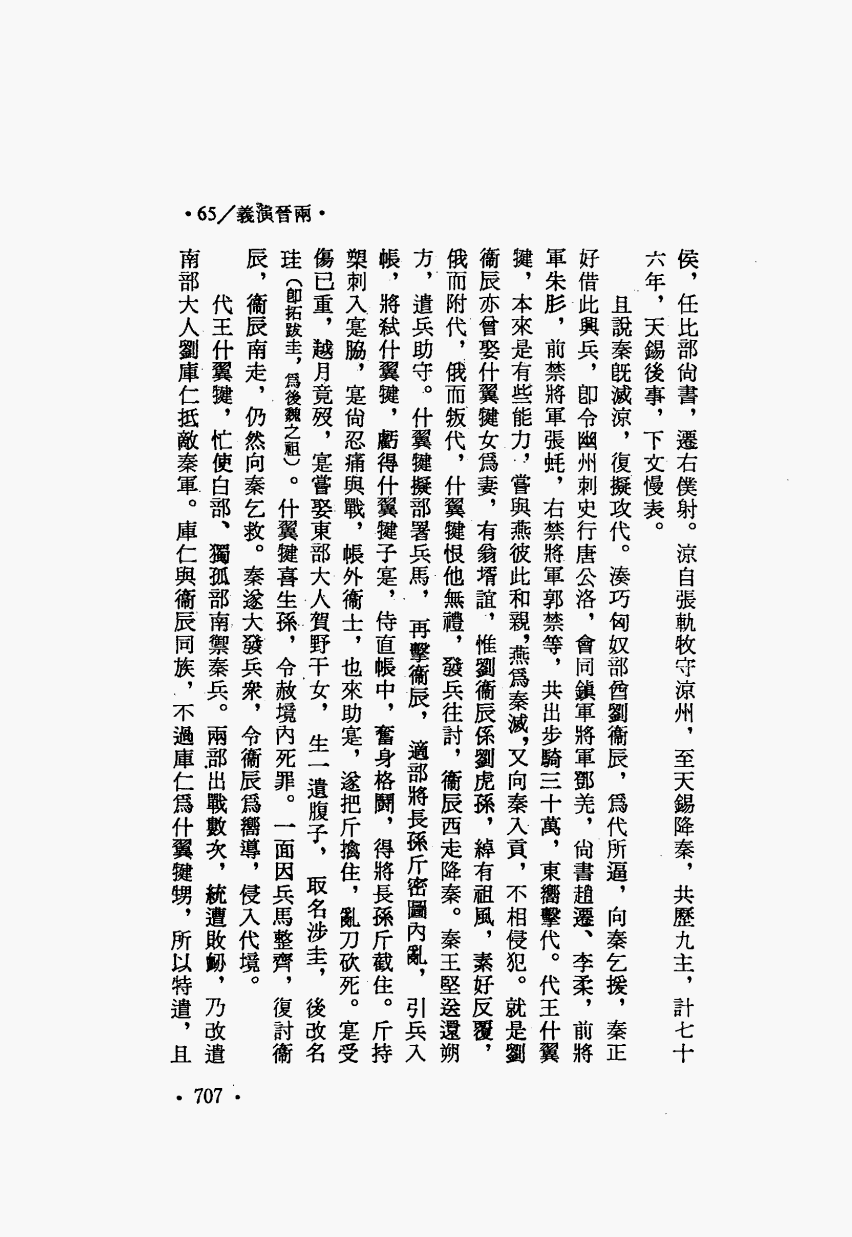 •65／義演晉兩•
侯，任比部尙書，遷右僕射。涼自張軌牧守涼州，至天錫降秦，共歷九主，計七十
六年，天錫後事，下文慢表。
且說秦旣滅涼，復擬攻代。湊巧匈奴部酋劉衞辰，爲代所逼，向秦乞援，秦正
好借此興兵，卽令幽州刺史行唐公洛，會同鎭軍將軍鄧羌，尙書趙遷、李柔，前將
軍朱肜，前禁將軍張蚝，右禁將軍郭禁等，共出步騎三十萬，東嚮擊代。代王什翼
犍，本來是有些能力，嘗與燕彼此和親，燕爲秦滅，又向秦入貢，不相侵犯。就是劉
衞辰亦曾娶什翼犍女爲妻，有翁壻誼，惟劉衞辰係劉虎孫，綽有祖風，素好反覆，
俄而附代，俄而叛代，什翼犍恨他無禮，發兵往討，衞辰西走降秦。秦王堅送還朔
方，遣兵助守。什翼犍擬部署兵馬，再擊衞辰，適部將長孫斤密圖內亂，引兵入
帳，將弒什翼犍，虧得什翼犍子寔，侍直帳中，奮身格鬬，得將長孫斤截住。斤持
槊刺入寔脇，寔尙忍痛與戰，帳外衞士，也來助寔，遂把斤擒住，亂刀砍死。寔受
傷已重，越月竟歿，寔嘗娶東部大人賀野干女，生一遺腹子，取名涉圭，後改名
珪（卽拓跋圭，爲後魏之祖）。什翼犍喜生孫，令赦境內死罪。一面因兵馬整齊，復討衞
辰，衞辰南走，仍然向秦乞救。秦遂大發兵衆，令衞辰爲嚮導，侵入代境。
代王什翼犍，忙使白部、獨孤部南禦秦兵。兩部出戰數次，統遭敗衂，乃改遣
南部大人劉庫仁抵敵秦軍。庫仁與衞辰同族，不過庫仁爲什翼犍甥，所以特遣，且
•707•